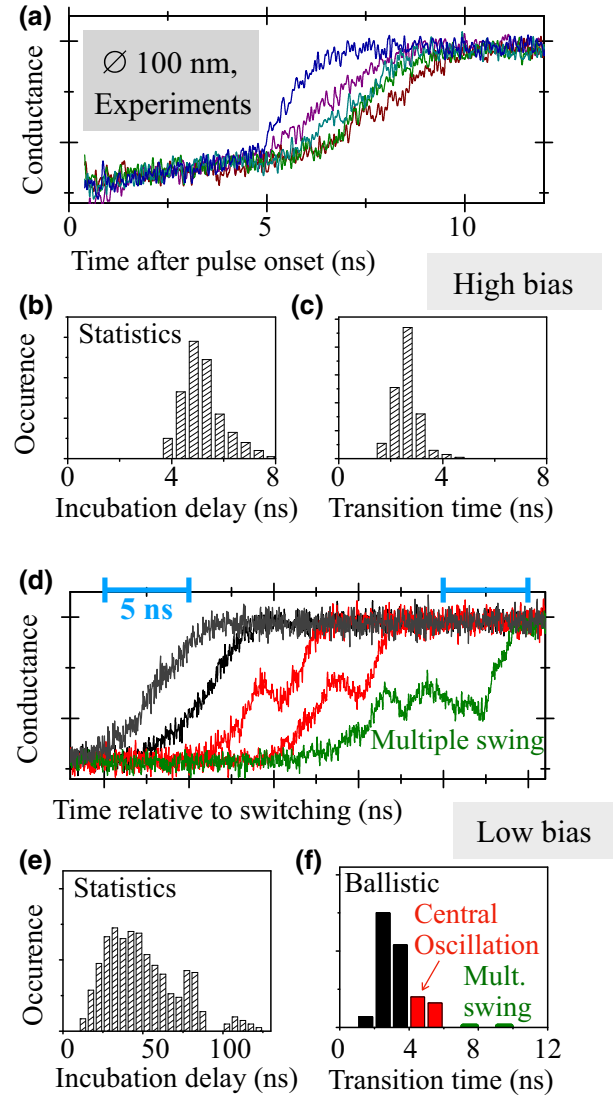 (a)
∅ 100 nm,
Experiments
Conductance
0
5
10
Time after pulse onset (ns)
High bias
(b)
(c)
Statistics
Occurence
0
4
8
0
4
8
Incubation delay (ns)
Transition time (ns)
(d)
5 ns
Conductance
Multiple swing
Time relative to switching (ns)
Low bias
(e)
(f)
Statistics
Ballistic
Central
Oscillation
Mult.
swing
Occurence
0
50
100
0
4
8
12
Incubation delay (ns)
Transition time (ns)